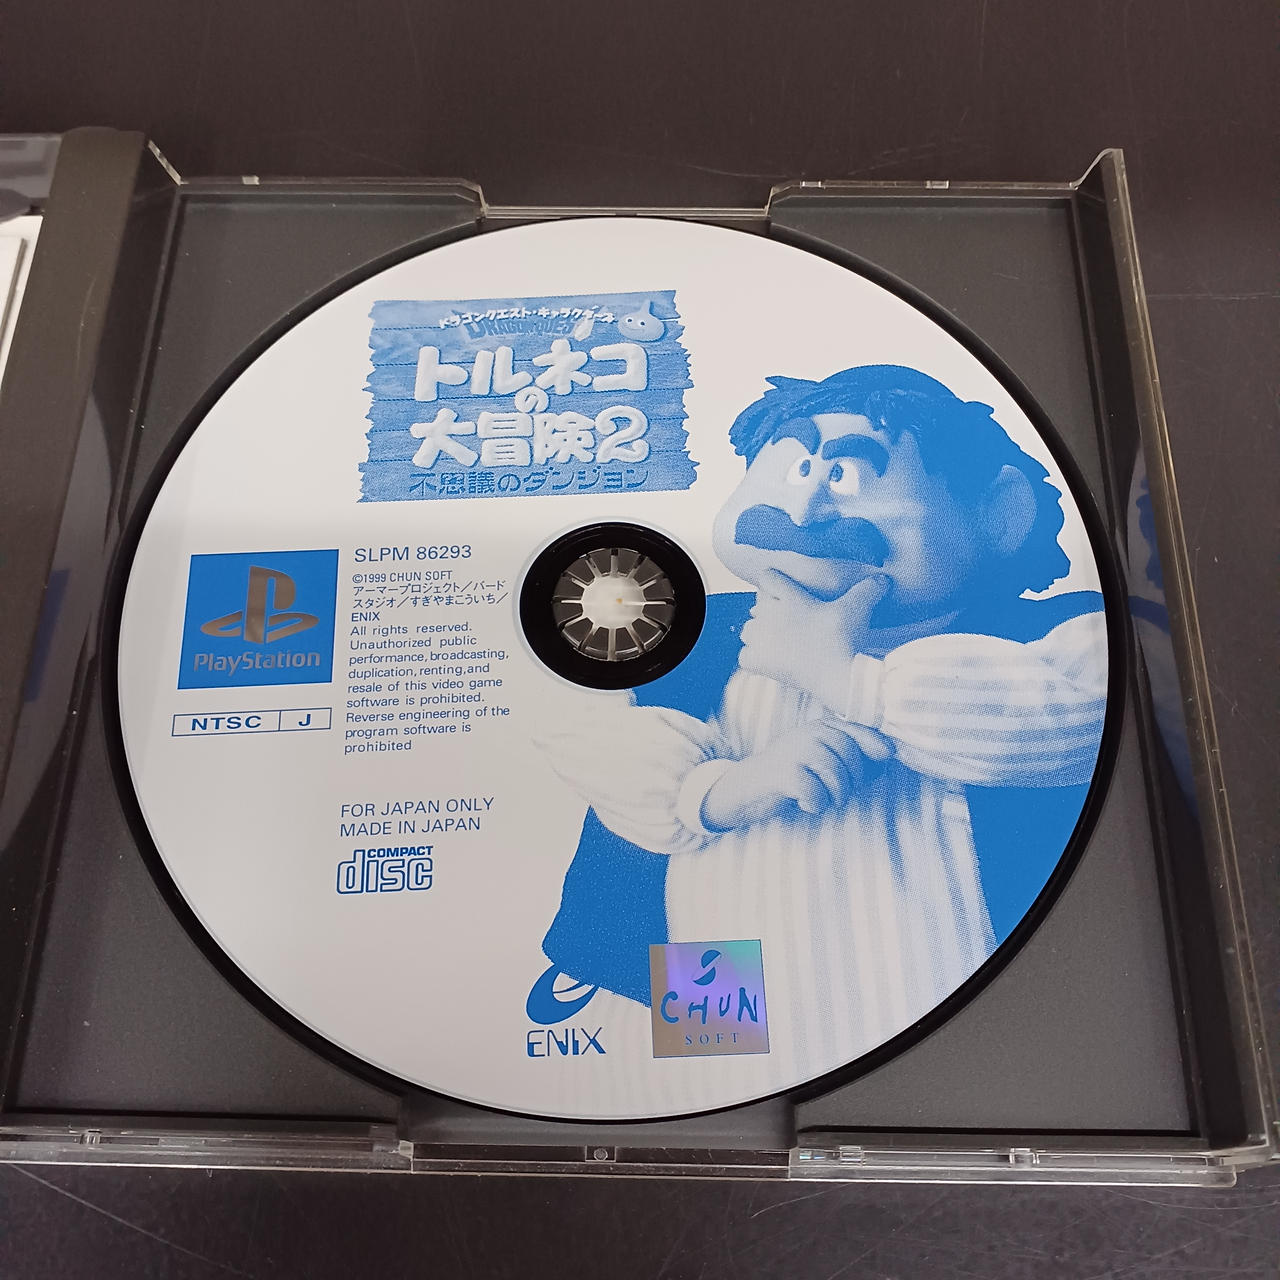 ドラゴンクエスト・キャラクターズ
DRAGON QUEST
トルネコ
の
大冒険2
不思議のダンジョン
PlayStation
NTSC J
SLPM 86293
©1999 CHUN SOFT
アーマープロジェクト／バード
スタジオ／すぎやまこういち／
ENIX
All rights reserved.
Unauthorized public
performance, broadcasting,
duplication, renting, and
resale of this video game
software is prohibited.
Reverse engineering of the
program software is
prohibited
FOR JAPAN ONLY
MADE IN JAPAN
COMPACT
disc
ENIX
CHUN
SOFT